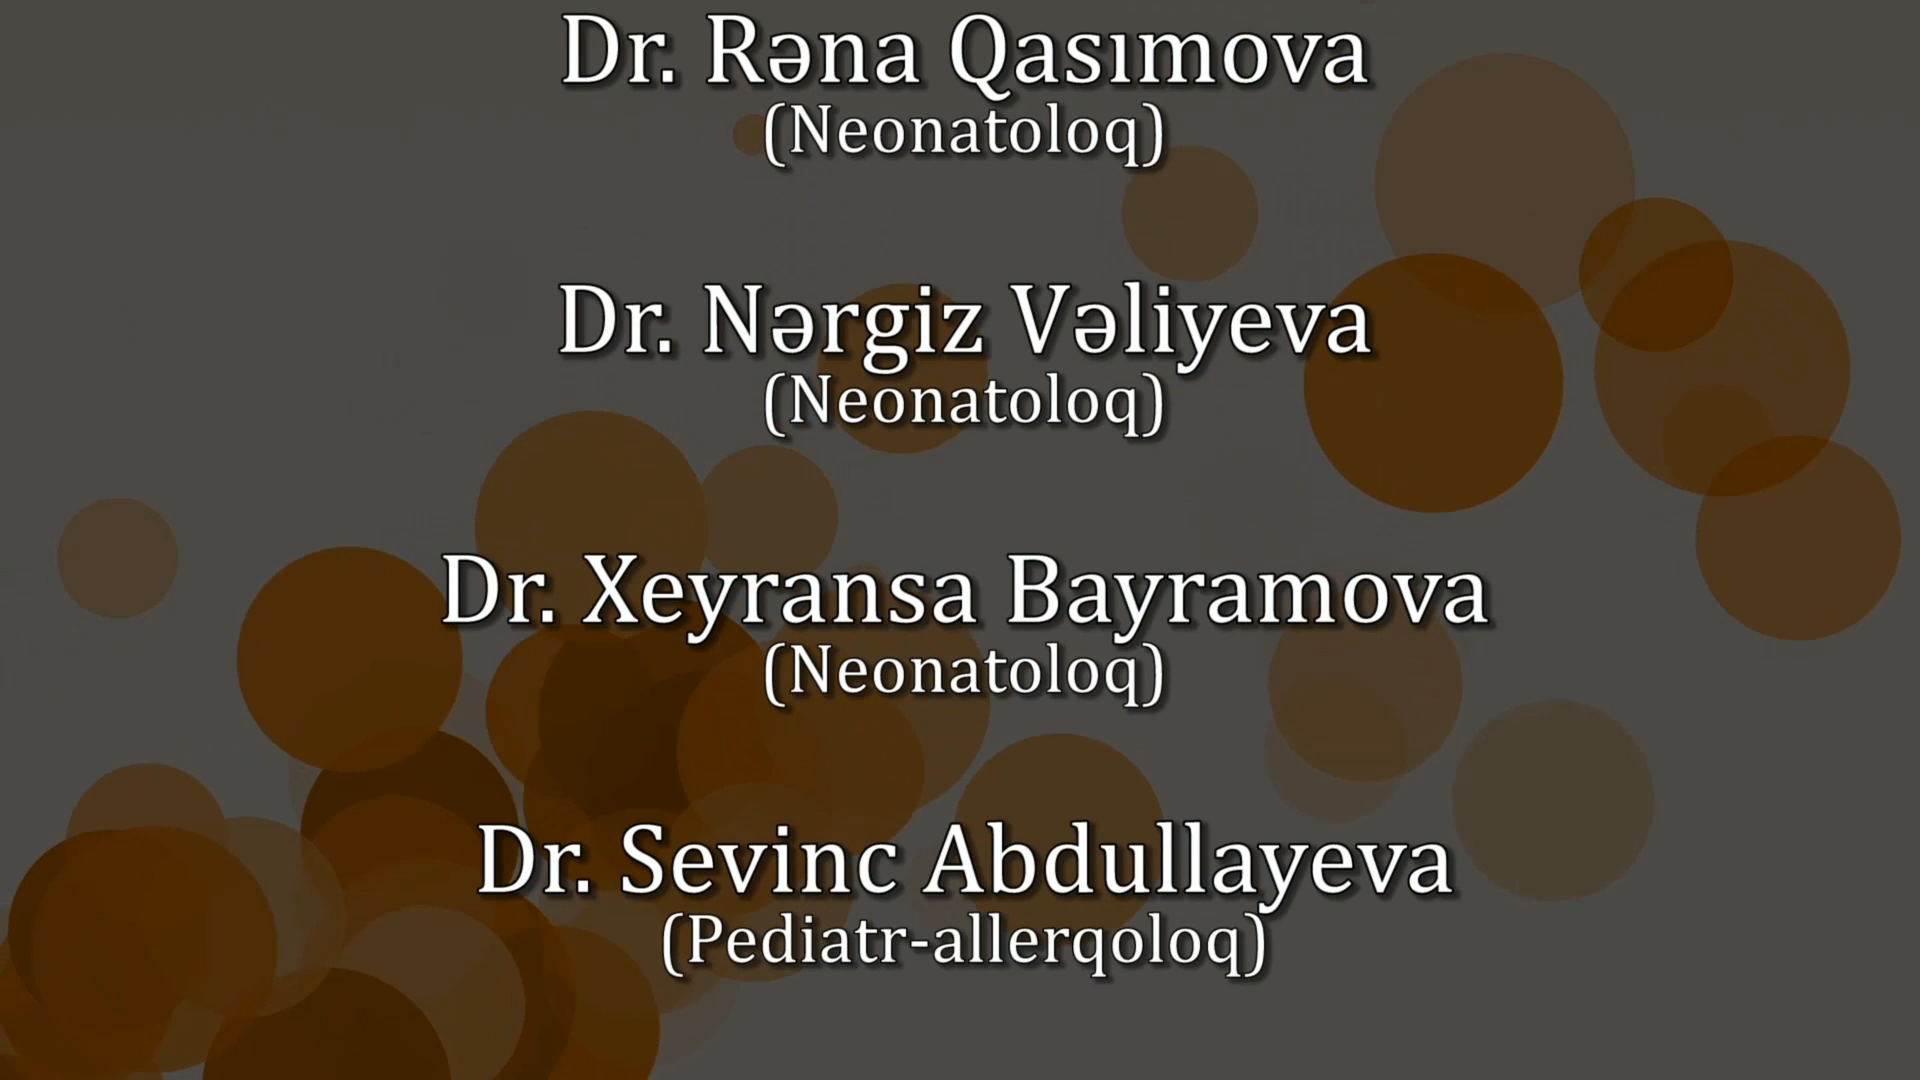 Dr. Rəna Qasımova
(Neonatoloq)
Dr. Nərgiz Vəliyeva
(Neonatoloq)
Dr. Xeyransa Bayramova
(Neonatoloq)
Dr. Sevinc Abdullayeva
(Pediatr-allerqoloq)